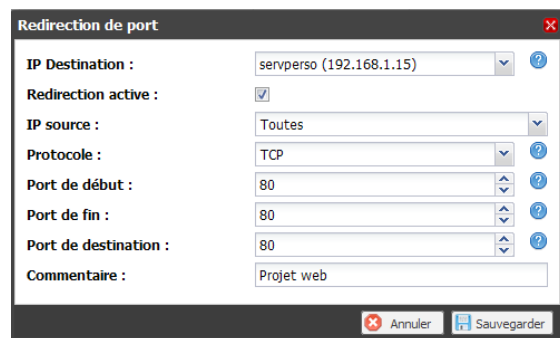 Redirection de port
IP Destination : servperso (192.168.1.15)
Redirection active :
IP source : Toutes
Protocole : TCP
Port de début : 80
Port de fin : 80
Port de destination : 80
Commentaire : Projet web
Annuler Sauvegarder